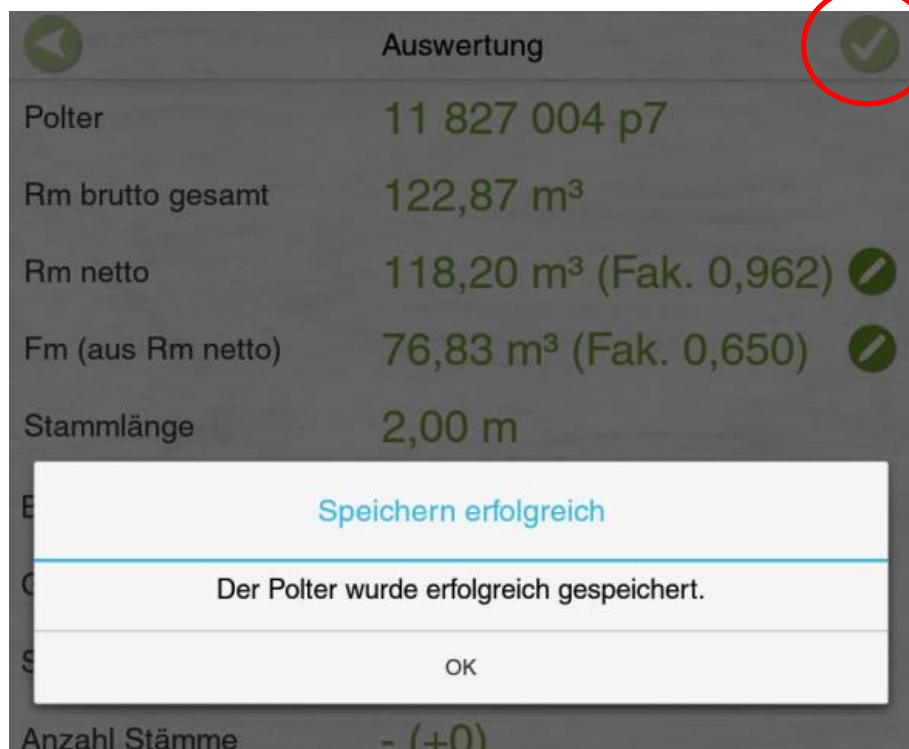 Auswertung
Polter 11 827 004 p7
Rm brutto gesamt 122,87 m³
Rm netto 118,20 m³ (Fak. 0,962)
Fm (aus Rm netto) 76,83 m³ (Fak. 0,650)
Stammlänge 2,00 m
Speichern erfolgreich
Der Polter wurde erfolgreich gespeichert.
OK
Anzahl Stämme - (+0)